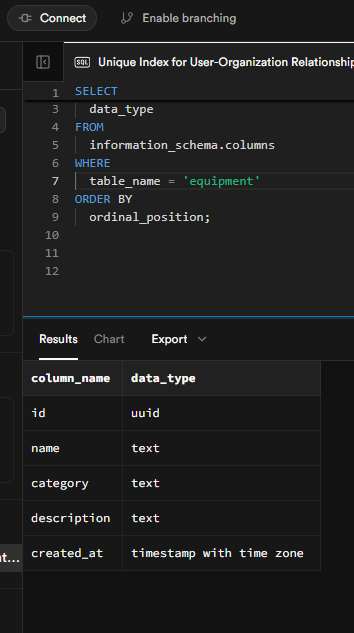 Connect
Enable branching
SQL Unique Index for User-Organization Relationship
1 SELECT
3 data_type
4 FROM
5 information_schema.columns
6 WHERE
7 table_name = 'equipment'
8 ORDER BY
9 ordinal_position;
10
11
12
Results Chart Export
column_name data_type
id uuid
name text
category text
description text
created_at timestamp with time zone
t...